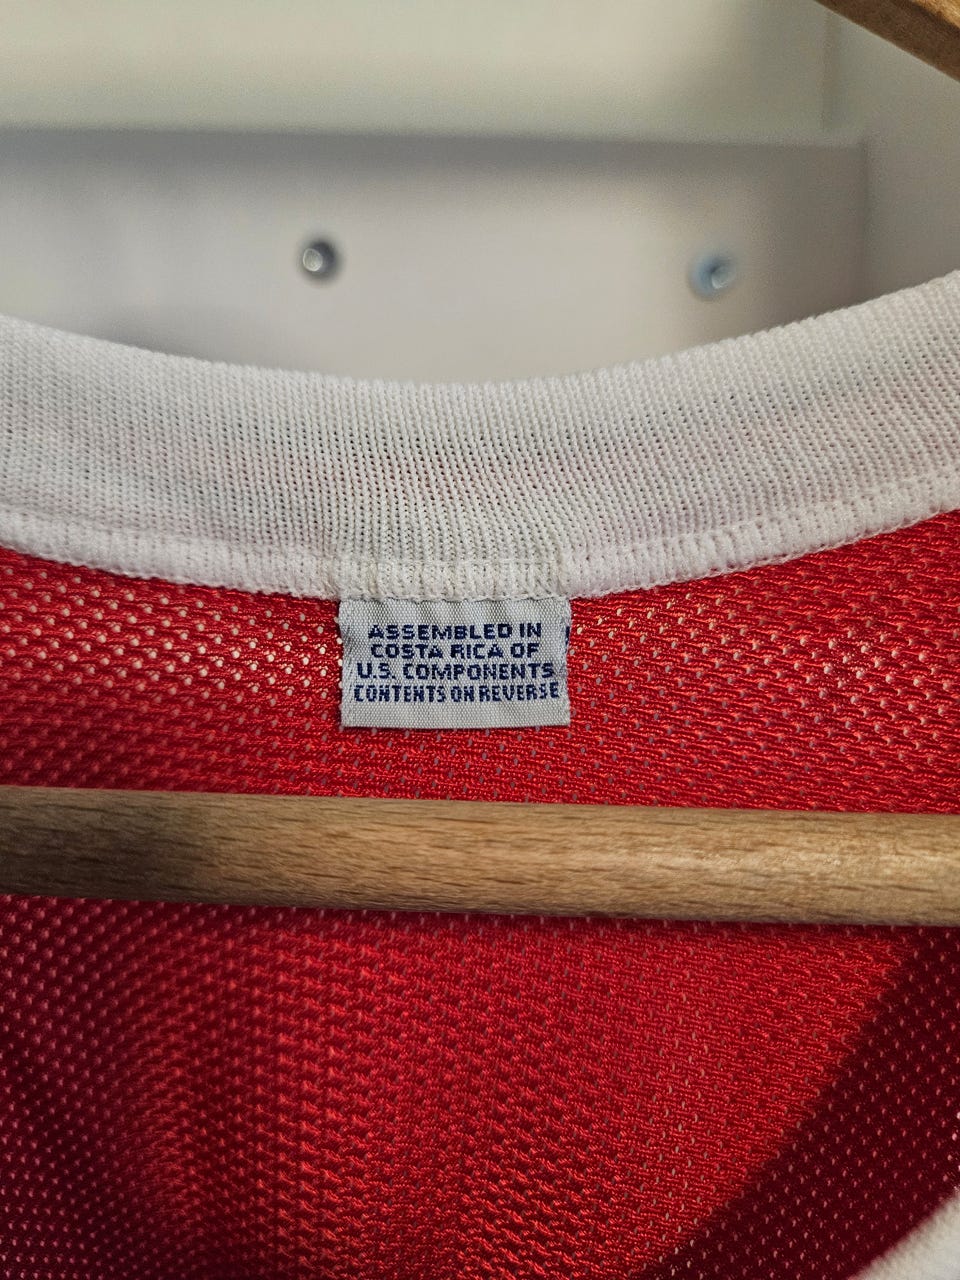 ASSEMBLED IN
COSTA RICA OF
U.S. COMPONENTS
CONTENTS ON REVERSE